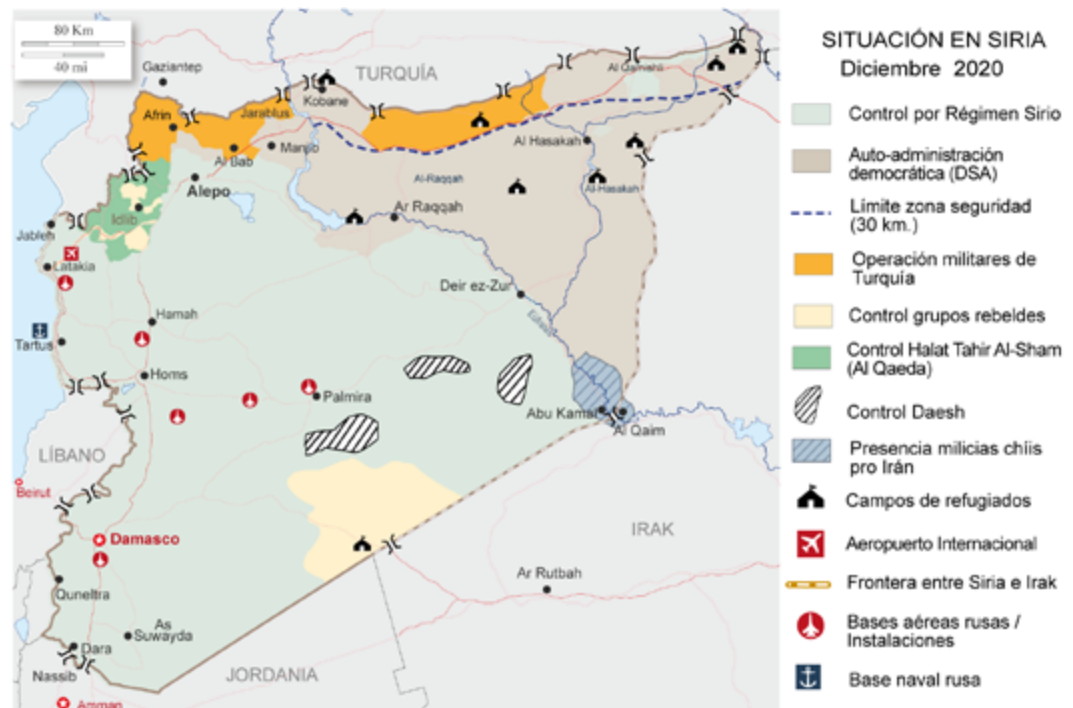 80 Km
40 mi
Gaziantep
TURQUÍA
Kobane
Al Qamishli
Afrin
Jarablus
Al Bab
Manjib
Al Hasakah
Alepo
Al-Raqqah
Al-Hasakah
Idlib
Ar Raqqah
Jableh
Latakia
Deir ez-Zur
Hamah
Tartus
Homs
Palmira
Abu Kamal
Al Qaim
LÍBANO
Beirut
IRAK
Damasco
Ar Rutbah
Quneltra
As
Suwayda
Dara
Nassib
JORDANIA
Amman
SITUACIÓN EN SIRIA
Diciembre 2020
Control por Régimen Sirio
Auto-administración
democrática (DSA)
Límite zona seguridad
(30 km.)
Operación militares de
Turquía
Control grupos rebeldes
Control Halat Tahir Al-Sham
(Al Qaeda)
Control Daesh
Presencia milicias chíis
pro Irán
Campos de refugiados
Aeropuerto Internacional
Frontera entre Siria e Irak
Bases aéreas rusas /
Instalaciones
Base naval rusa